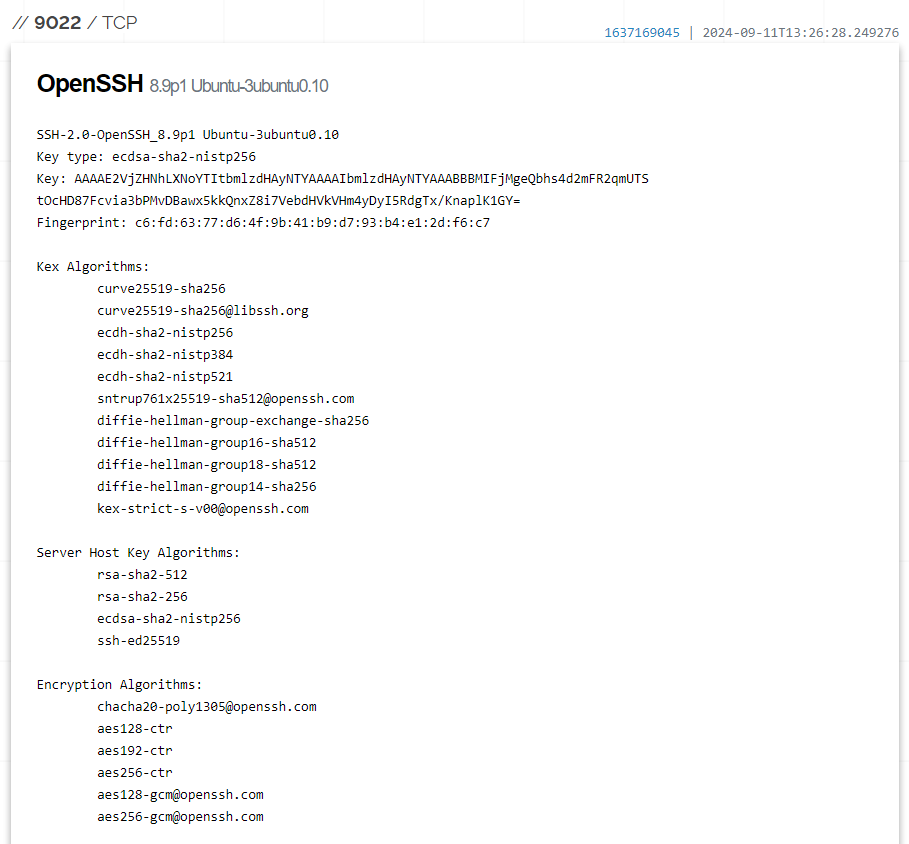 // 9022 / TCP
1637169045 | 2024-09-11T13:26:28.249276
OpenSSH 8.9p1 Ubuntu-3ubuntu0.10
SSH-2.0-OpenSSH_8.9p1 Ubuntu-3ubuntu0.10
Key type: ecdsa-sha2-nistp256
Key: AAAAE2VjZHNhLXNoYTItbmlzdHAyNTYAAAAIbmlzdHAyNTYAAABBBMIFjMgeQbhs4d2mFR2qmUTS
tOcHD87Fcvia3bPMvDBawx5kkQnxZ8i7VebdHVkVHm4yDyI5RdgTx/KnaplK1GY=
Fingerprint: c6:fd:63:77:d6:4f:9b:41:b9:d7:93:b4:e1:2d:f6:c7
Kex Algorithms:
curve25519-sha256
curve25519-sha256@libssh.org
ecdh-sha2-nistp256
ecdh-sha2-nistp384
ecdh-sha2-nistp521
sntrup761x25519-sha512@openssh.com
diffie-hellman-group-exchange-sha256
diffie-hellman-group16-sha512
diffie-hellman-group18-sha512
diffie-hellman-group14-sha256
kex-strict-s-v00@openssh.com
Server Host Key Algorithms:
rsa-sha2-512
rsa-sha2-256
ecdsa-sha2-nistp256
ssh-ed25519
Encryption Algorithms:
chacha20-poly1305@openssh.com
aes128-ctr
aes192-ctr
aes256-ctr
aes128-gcm@openssh.com
aes256-gcm@openssh.com